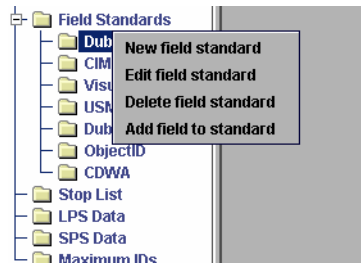 Field Standards
Dub
New field standard
CIM
Edit field standard
Visu
Delete field standard
USM
Add field to standard
Dub
ObjectID
CDWA
Stop List
LPS Data
SPS Data
Maximum IDs